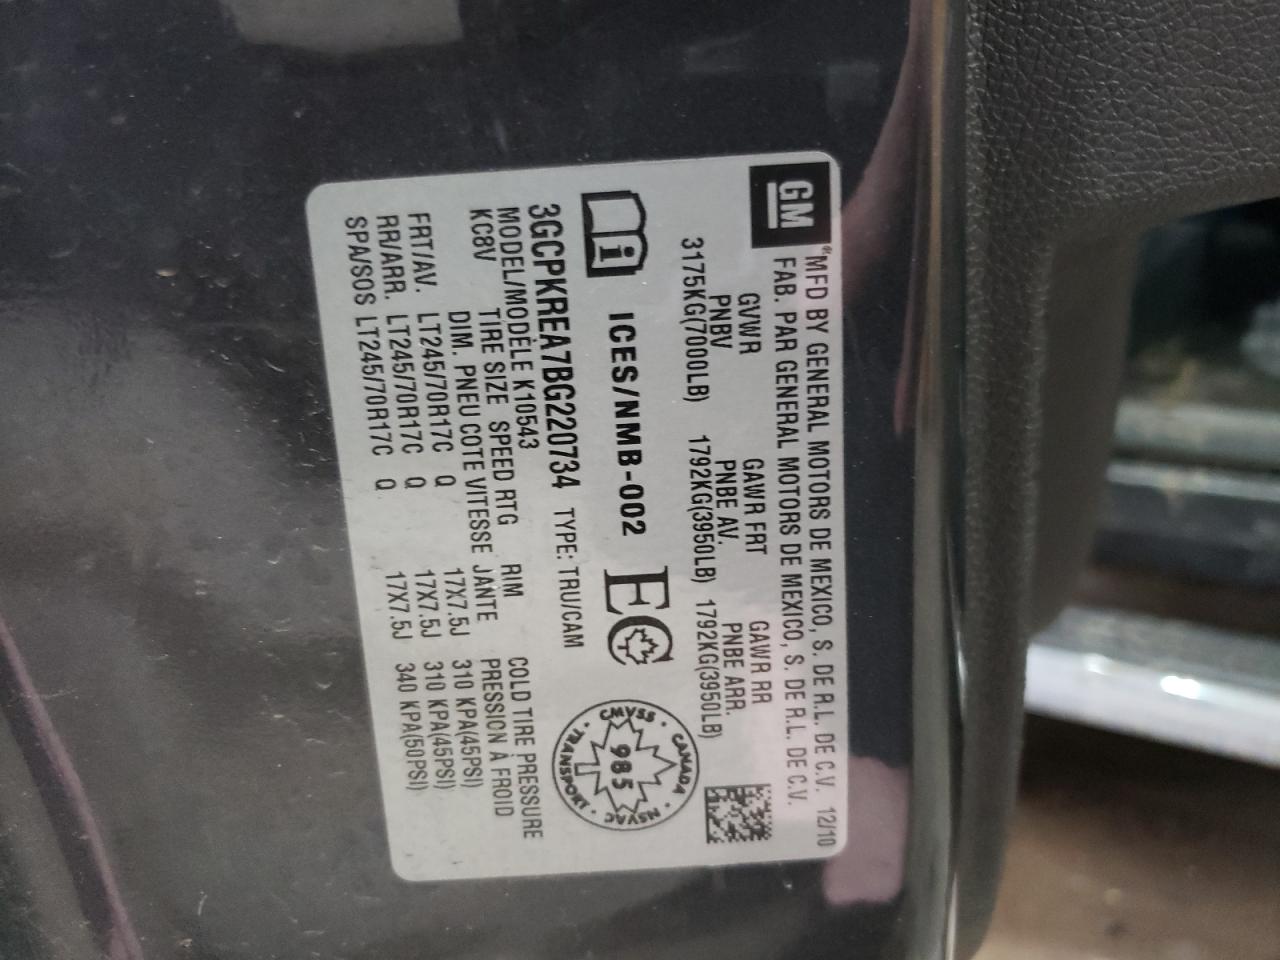 GM
MFD BY GENERAL MOTORS DE MEXICO, S. DE R.L. DE C.V. 12/10
FAB. PAR GENERAL MOTORS DE MEXICO, S. DE R.L. DE C.V.
GVWR GAWR FRT GAWR RR
PNBV PNBE AV. PNBE ARR.
3175KG(7000LB) 1792KG(3950LB) 1792KG(3950LB)
i ICES/NMB-002 EC
CMVSS · CANADA · NSVAC · TRANSPORT ·
985
3GCPKREA7BG220734 TYPE: TRU/CAM
MODEL/MODÈLE K10543
KC8V TIRE SIZE SPEED RTG RIM COLD TIRE PRESSURE
DIM. PNEU COTE VITESSE JANTE PRESSION À FROID
FRT/AV. LT245/70R17C Q 17X7.5J 310 KPA(45PSI)
RR/ARR. LT245/70R17C Q 17X7.5J 310 KPA(45PSI)
SPA/SOS LT245/70R17C Q 17X7.5J 340 KPA(50PSI)